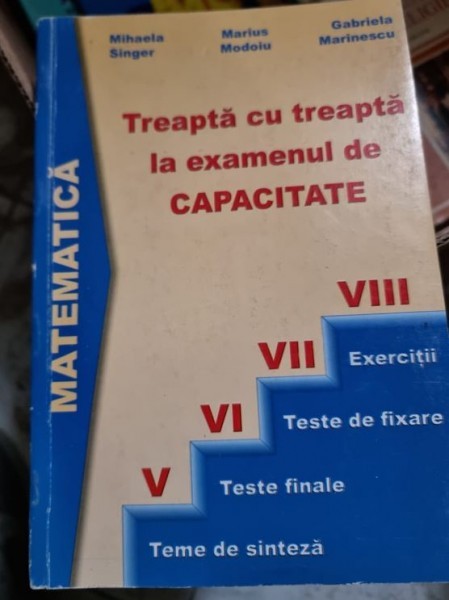 Mihaela
Singer
Marius
Modoiu
Gabriela
Marinescu
MATEMATICĂ
Treaptă cu treaptă
la examenul de
CAPACITATE
VIII
Exerciții
VII
Teste de fixare
VI
Teste finale
V
Teme de sinteză